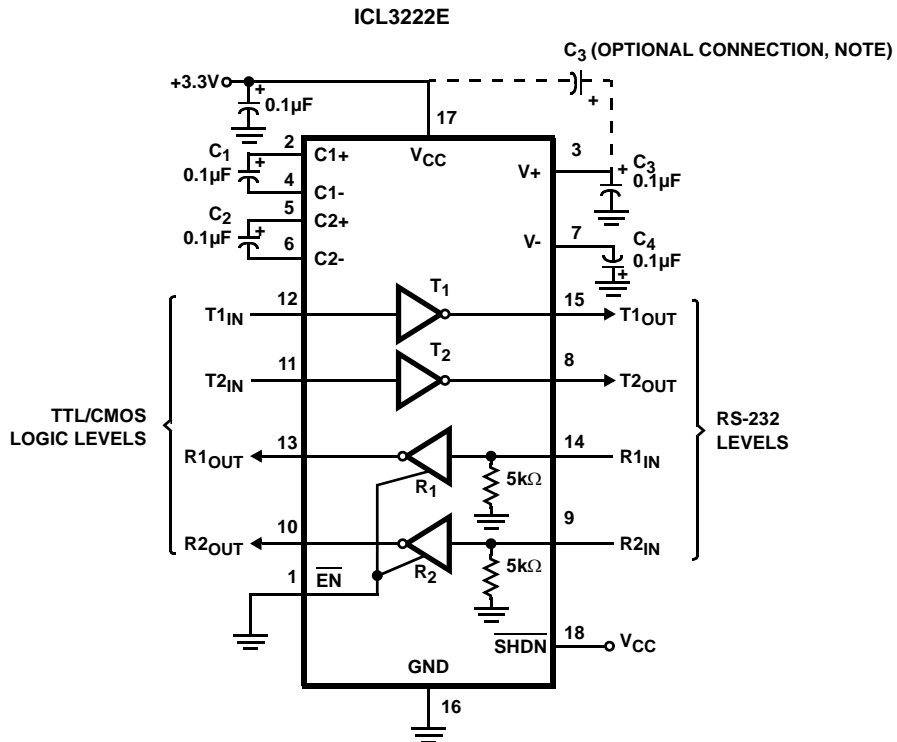 ICL3222E
C3 (OPTIONAL CONNECTION, NOTE)
+3.3V
+
0.1µF
17
+
2
C1+
VCC
3
C1
0.1µF
+
V+
+
C3
0.1µF
4
C1-
5
C2+
C2
0.1µF
+
7
V-
C4
0.1µF
+
6
C2-
T1
12
15
T1IN
T1OUT
T2
11
8
T2IN
T2OUT
TTL/CMOS
LOGIC LEVELS
RS-232
LEVELS
13
14
R1OUT
R1IN
R1
5kΩ
10
9
R2OUT
R2IN
R2
5kΩ
1
EN
18
SHDN
VCC
GND
16